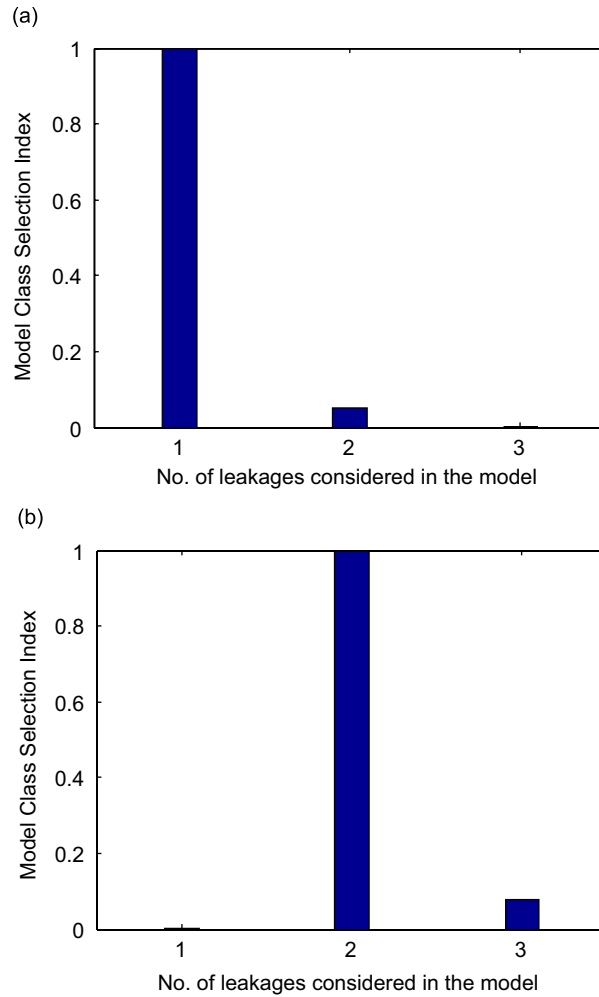 (a)
1
0.8
0.6
0.4
0.2
0
Model Class Selection Index
1 2 3
No. of leakages considered in the model
(b)
1
0.8
0.6
0.4
0.2
0
Model Class Selection Index
1 2 3
No. of leakages considered in the model